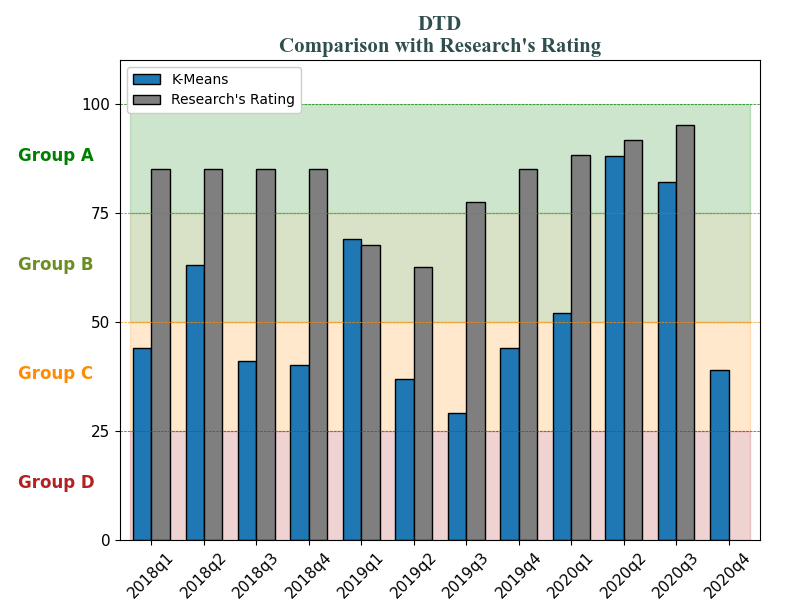 DTD
Comparison with Research's Rating
K-Means
Research's Rating
100
Group A
75
Group B
50
Group C
25
Group D
0
2018q1
2018q2
2018q3
2018q4
2019q1
2019q2
2019q3
2019q4
2020q1
2020q2
2020q3
2020q4